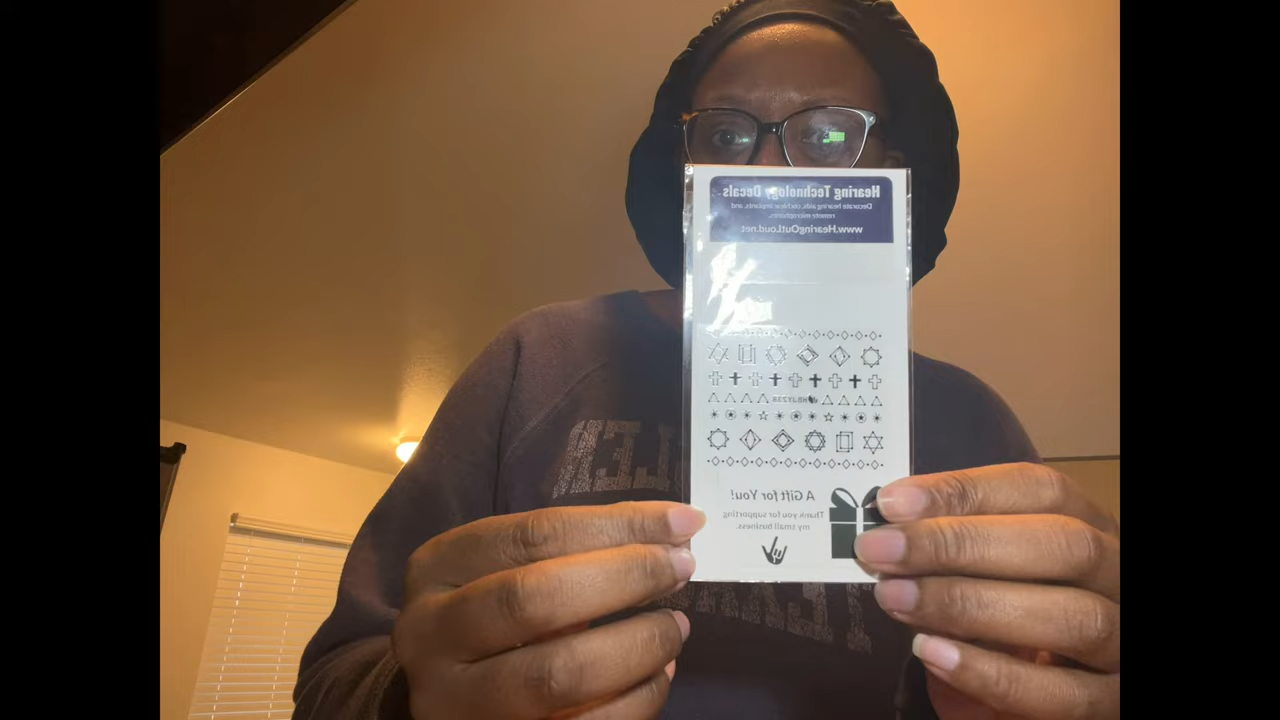 Hearing Technology Decals
Decorate hearing aids, cochlear implants, and
remote microphones.
www.HearingOutLoud.net
A Gift for You!
Thank you for supporting
my small business.